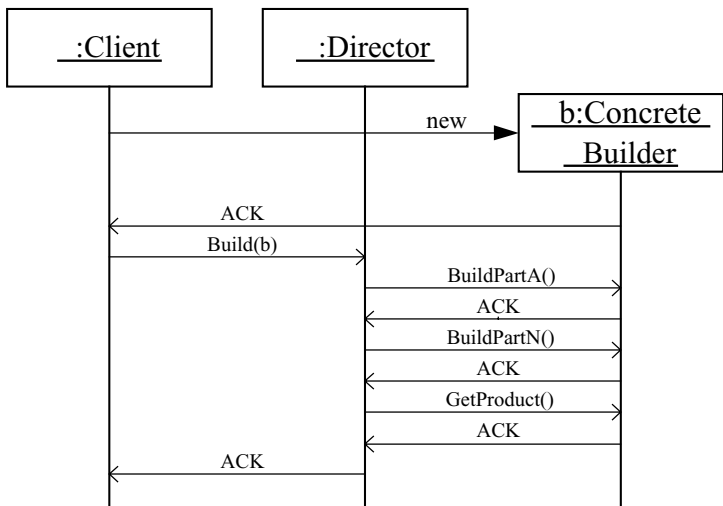 :Client
:Director
new
b:Concrete
Builder
ACK
Build(b)
BuildPartA()
ACK
BuildPartN()
ACK
GetProduct()
ACK
ACK